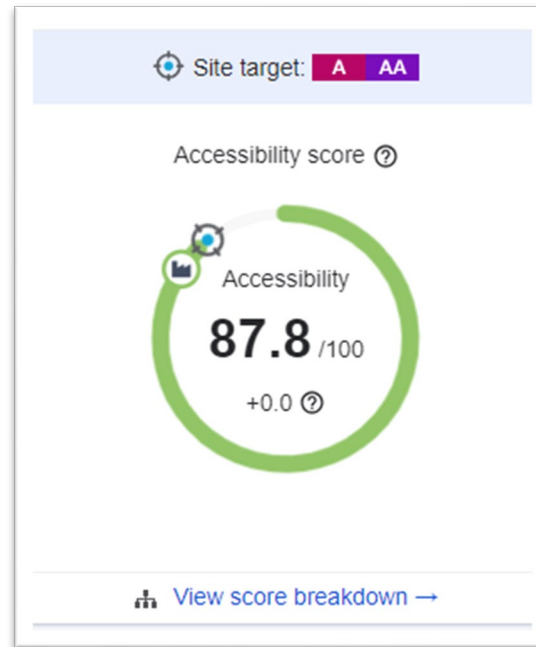 Site target: A AA
Accessibility score
Accessibility
87.8 /100
+0.0
View score breakdown →